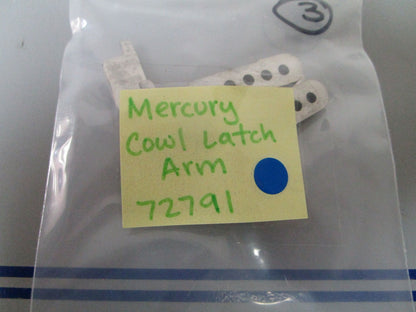 3
Mercury
Cowl Latch
Arm
72791